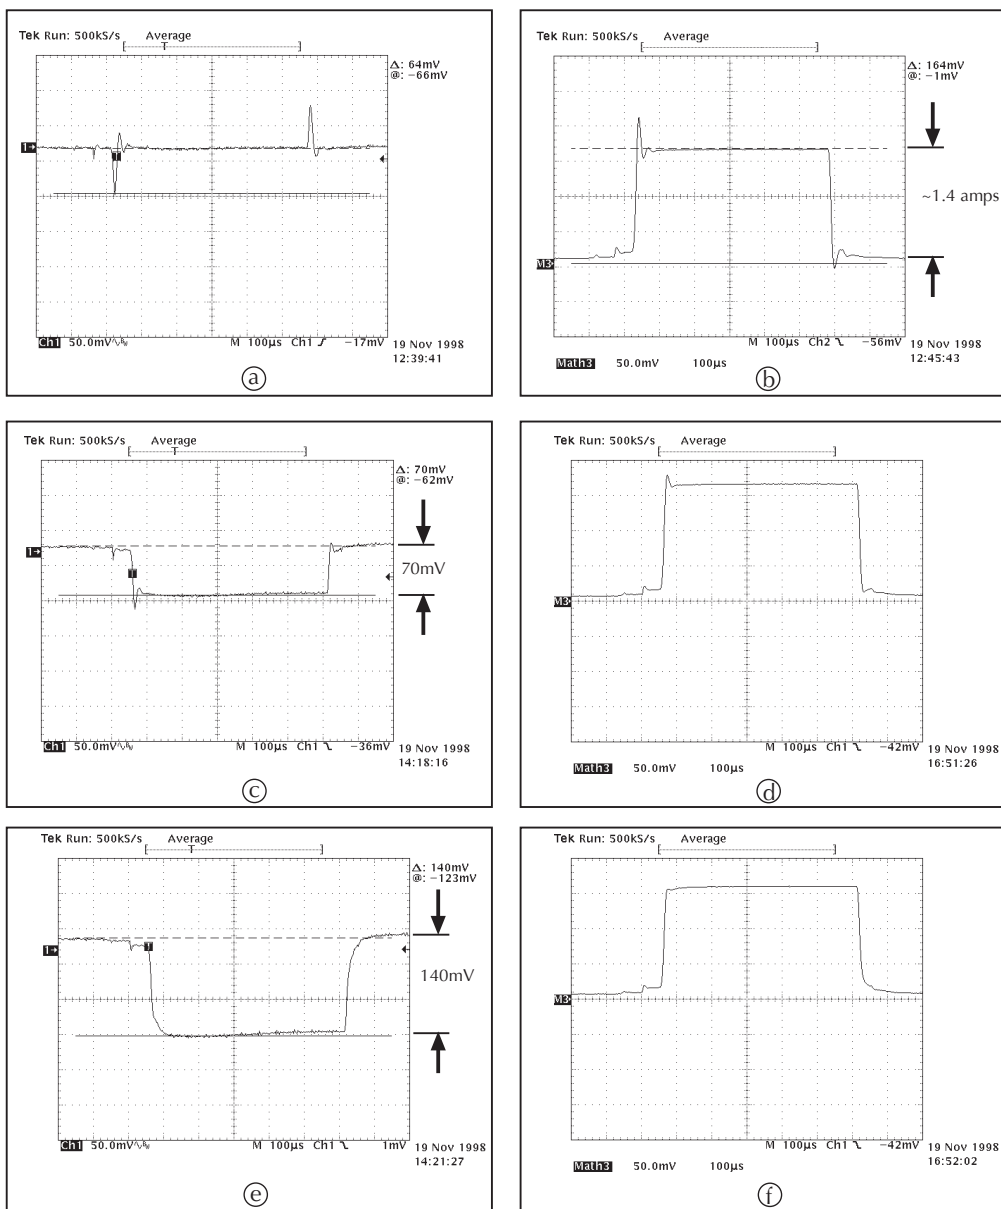 Tek Run: 500kS/s Average
[ T ]
Δ: 64mV
@: −66mV
1→
T
Ch1 50.0mV∿BW M 100µs Ch1 ƒ −17mV
19 Nov 1998
12:39:41
a
Tek Run: 500kS/s Average
[ ]
Δ: 164mV
@: −1mV
~1.4 amps
M3
M 100µs Ch2 −56mV
Math3 50.0mV 100µs
19 Nov 1998
12:45:43
b
Tek Run: 500kS/s Average
[ T ]
Δ: 70mV
@: −62mV
1→
T
70mV
Ch1 50.0mV∿BW M 100µs Ch1 −36mV
19 Nov 1998
14:18:16
c
Tek Run: 500kS/s Average
[ ]
M3
M 100µs Ch1 −42mV
Math3 50.0mV 100µs
19 Nov 1998
16:51:26
d
Tek Run: 500kS/s Average
[ T ]
Δ: 140mV
@: −123mV
1→
T
140mV
Ch1 50.0mV∿BW M 100µs Ch1 1mV
19 Nov 1998
14:21:27
e
Tek Run: 500kS/s Average
[ ]
M3
M 100µs Ch1 −42mV
Math3 50.0mV 100µs
19 Nov 1998
16:52:02
f